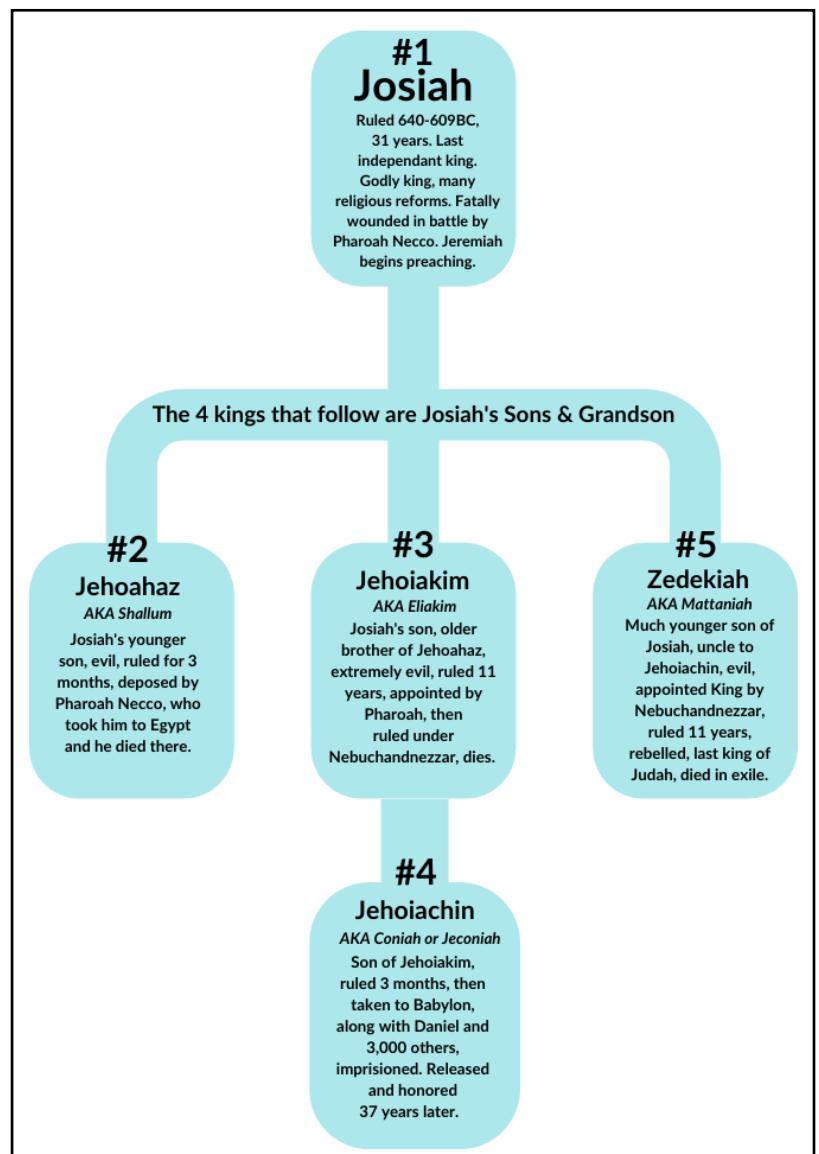 #1
Josiah
Ruled 640-609BC,
31 years. Last
independant king.
Godly king, many
religious reforms. Fatally
wounded in battle by
Pharoah Necco. Jeremiah
begins preaching.
The 4 kings that follow are Josiah's Sons & Grandson
#2
Jehoahaz
AKA Shallum
Josiah's younger
son, evil, ruled for 3
months, deposed by
Pharoah Necco, who
took him to Egypt
and he died there.
#3
Jehoiakim
AKA Eliakim
Josiah's son, older
brother of Jehoahaz,
extremely evil, ruled 11
years, appointed by
Pharoah, then
ruled under
Nebuchandnezzar, dies.
#5
Zedekiah
AKA Mattaniah
Much younger son of
Josiah, uncle to
Jehoiachin, evil,
appointed King by
Nebuchandnezzar,
ruled 11 years,
rebelled, last king of
Judah, died in exile.
#4
Jehoiachin
AKA Coniah or Jeconiah
Son of Jehoiakim,
ruled 3 months, then
taken to Babylon,
along with Daniel and
3,000 others,
imprisioned. Released
and honored
37 years later.